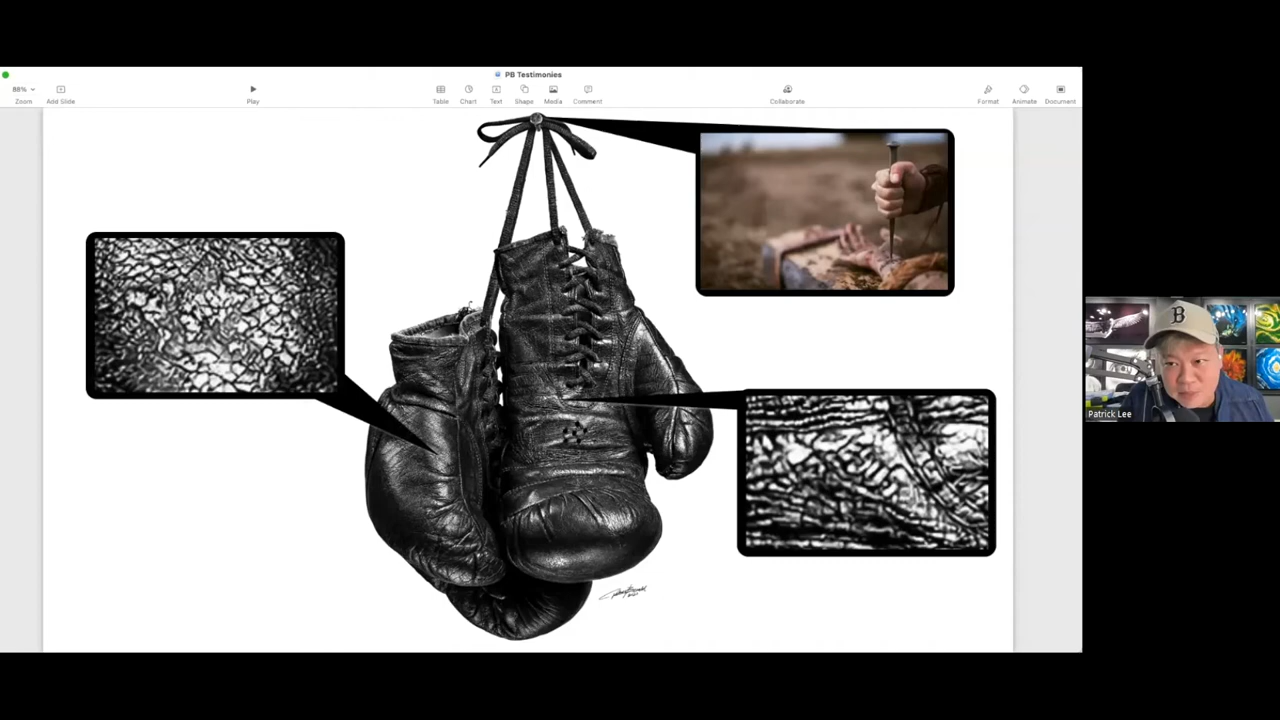 PB Testimonies
88%
Zoom
Add Slide
Play
Table
Chart
Text
Shape
Media
Comment
Collaborate
Format
Animate
Document
B
Patrick Lee